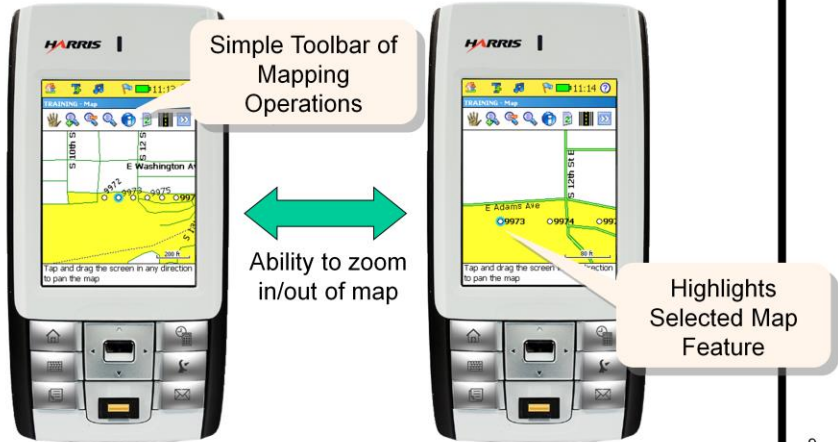 HARRIS
Simple Toolbar of
Mapping
Operations
TRAINING - Map
S 10th S
S 12 S
E Washington Av
9972
9973
9975
997
200 ft
Tap and drag the screen in any direction
to pan the map
Ability to zoom
in/out of map
HARRIS
11:14
TRAINING - Map
S 12th St E
E Adams Ave
9973
9974
80 ft
Tap and drag the screen in direction
to pan the map
Highlights
Selected Map
Feature